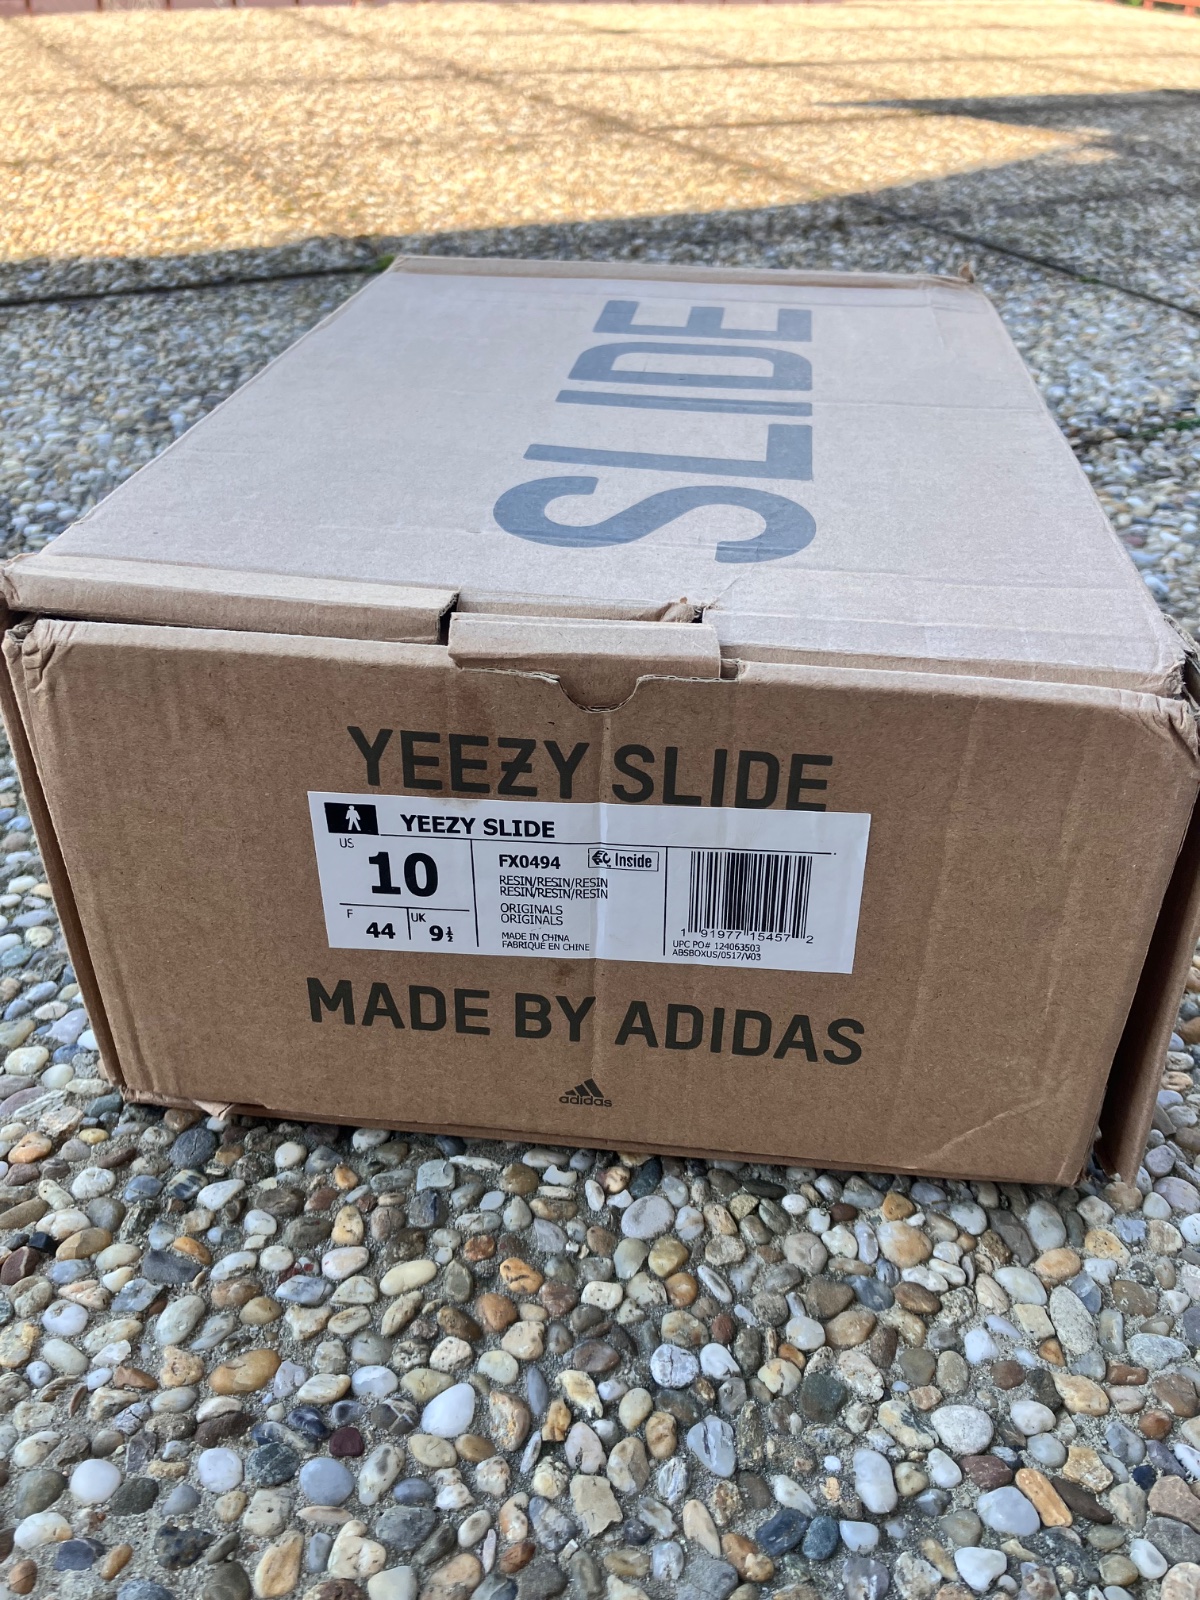 SLIDE
YEEZY SLIDE
YEEZY SLIDE
US
10
F
44
UK
9½
FX0494
Inside
RESIN/RESIN/RESIN
RESIN/RESIN/RESIN
ORIGINALS
ORIGINALS
MADE IN CHINA
FABRIQUÉ EN CHINE
1 91977 15457 2
UPC PO# 124063503
ABSBOXUS/0517/V03
MADE BY ADIDAS
adidas